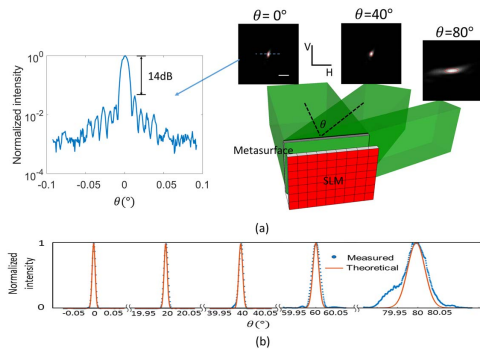 θ= 0°
θ=40°
θ=80°
V
H
Normalized intensity
10^0
10^-2
10^-4
14dB
-0.1
-0.05
0
0.05
0.1
θ(°)
θ
Metasurface
SLM
(a)
Normalized
intensity
1
0
Measured
Theoretical
-0.05 0 0.05 19.95 20 20.05 39.95 40 40.05 59.95 60 60.05 79.95 80 80.05
θ(°)
(b)